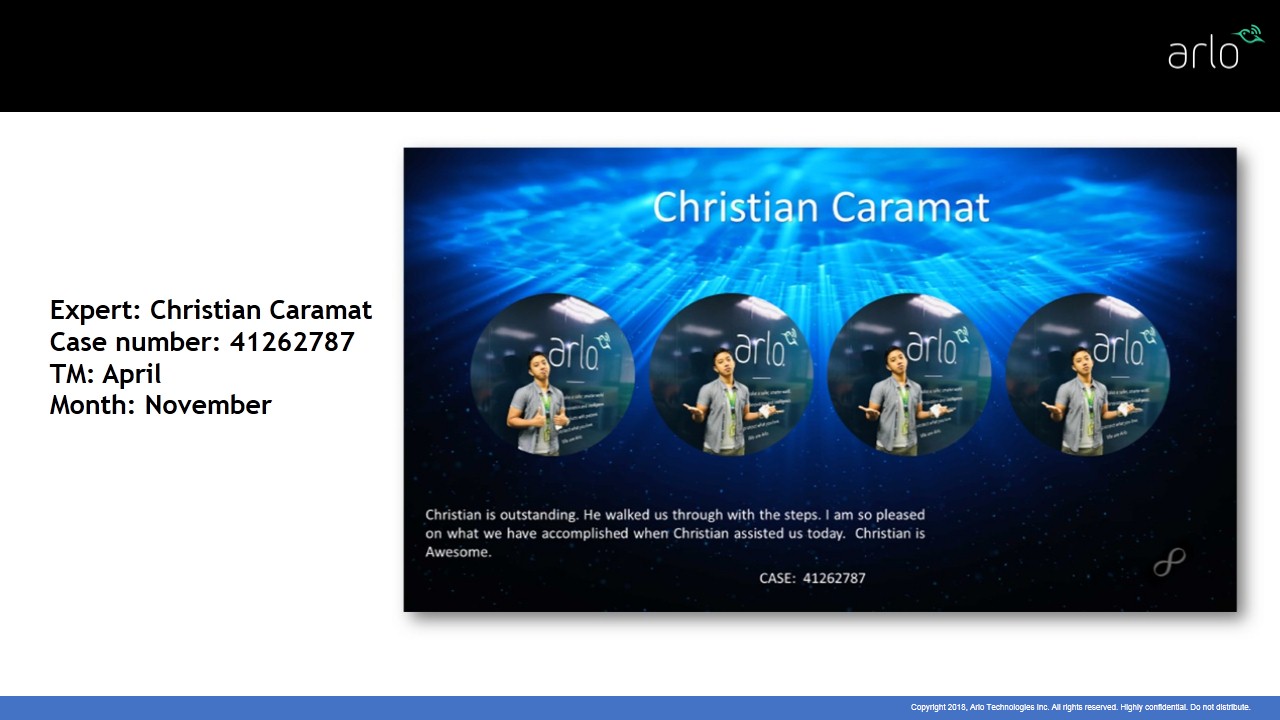 arlo
Christian Caramat
Expert: Christian Caramat
Case number: 41262787
TM: April
Month: November
arlo
arlo
arlo
arlo
Christian is outstanding. He walked us through with the steps. I am so pleased
on what we have accomplished when Christian assisted us today. Christian is
Awesome.
CASE: 41262787
Copyright 2018, Arlo Technologies Inc. All rights reserved. Highly confidential. Do not distribute.